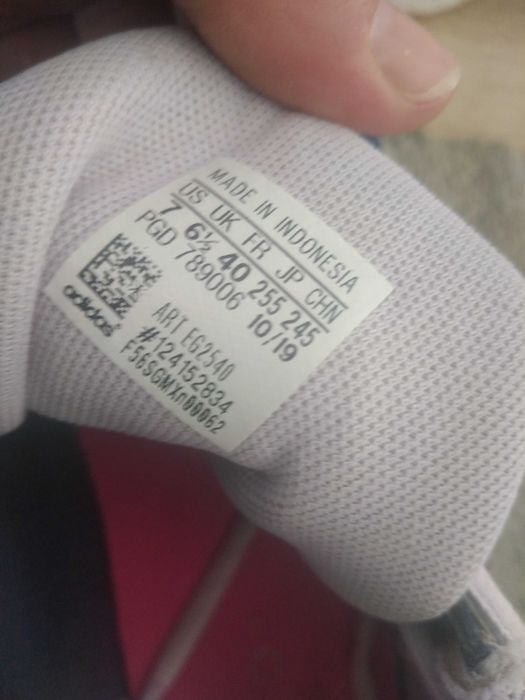 MADE IN INDONESIA
US UK FR JP CHN
7 6½ 40 255 245
PGD 789006 10/19
ART EG2540
#124152834
F56SGMXn00062
adidas